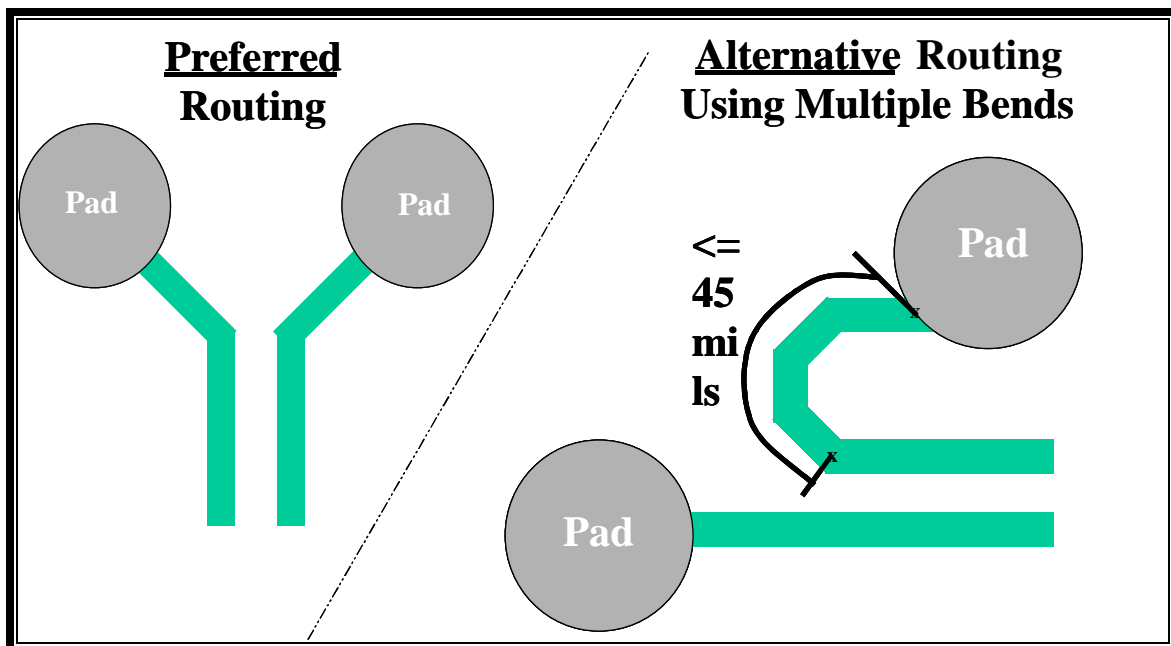 Preferred
Routing
Pad
Pad
Alternative Routing
Using Multiple Bends
<=
45
mi
ls
Pad
x
x
Pad